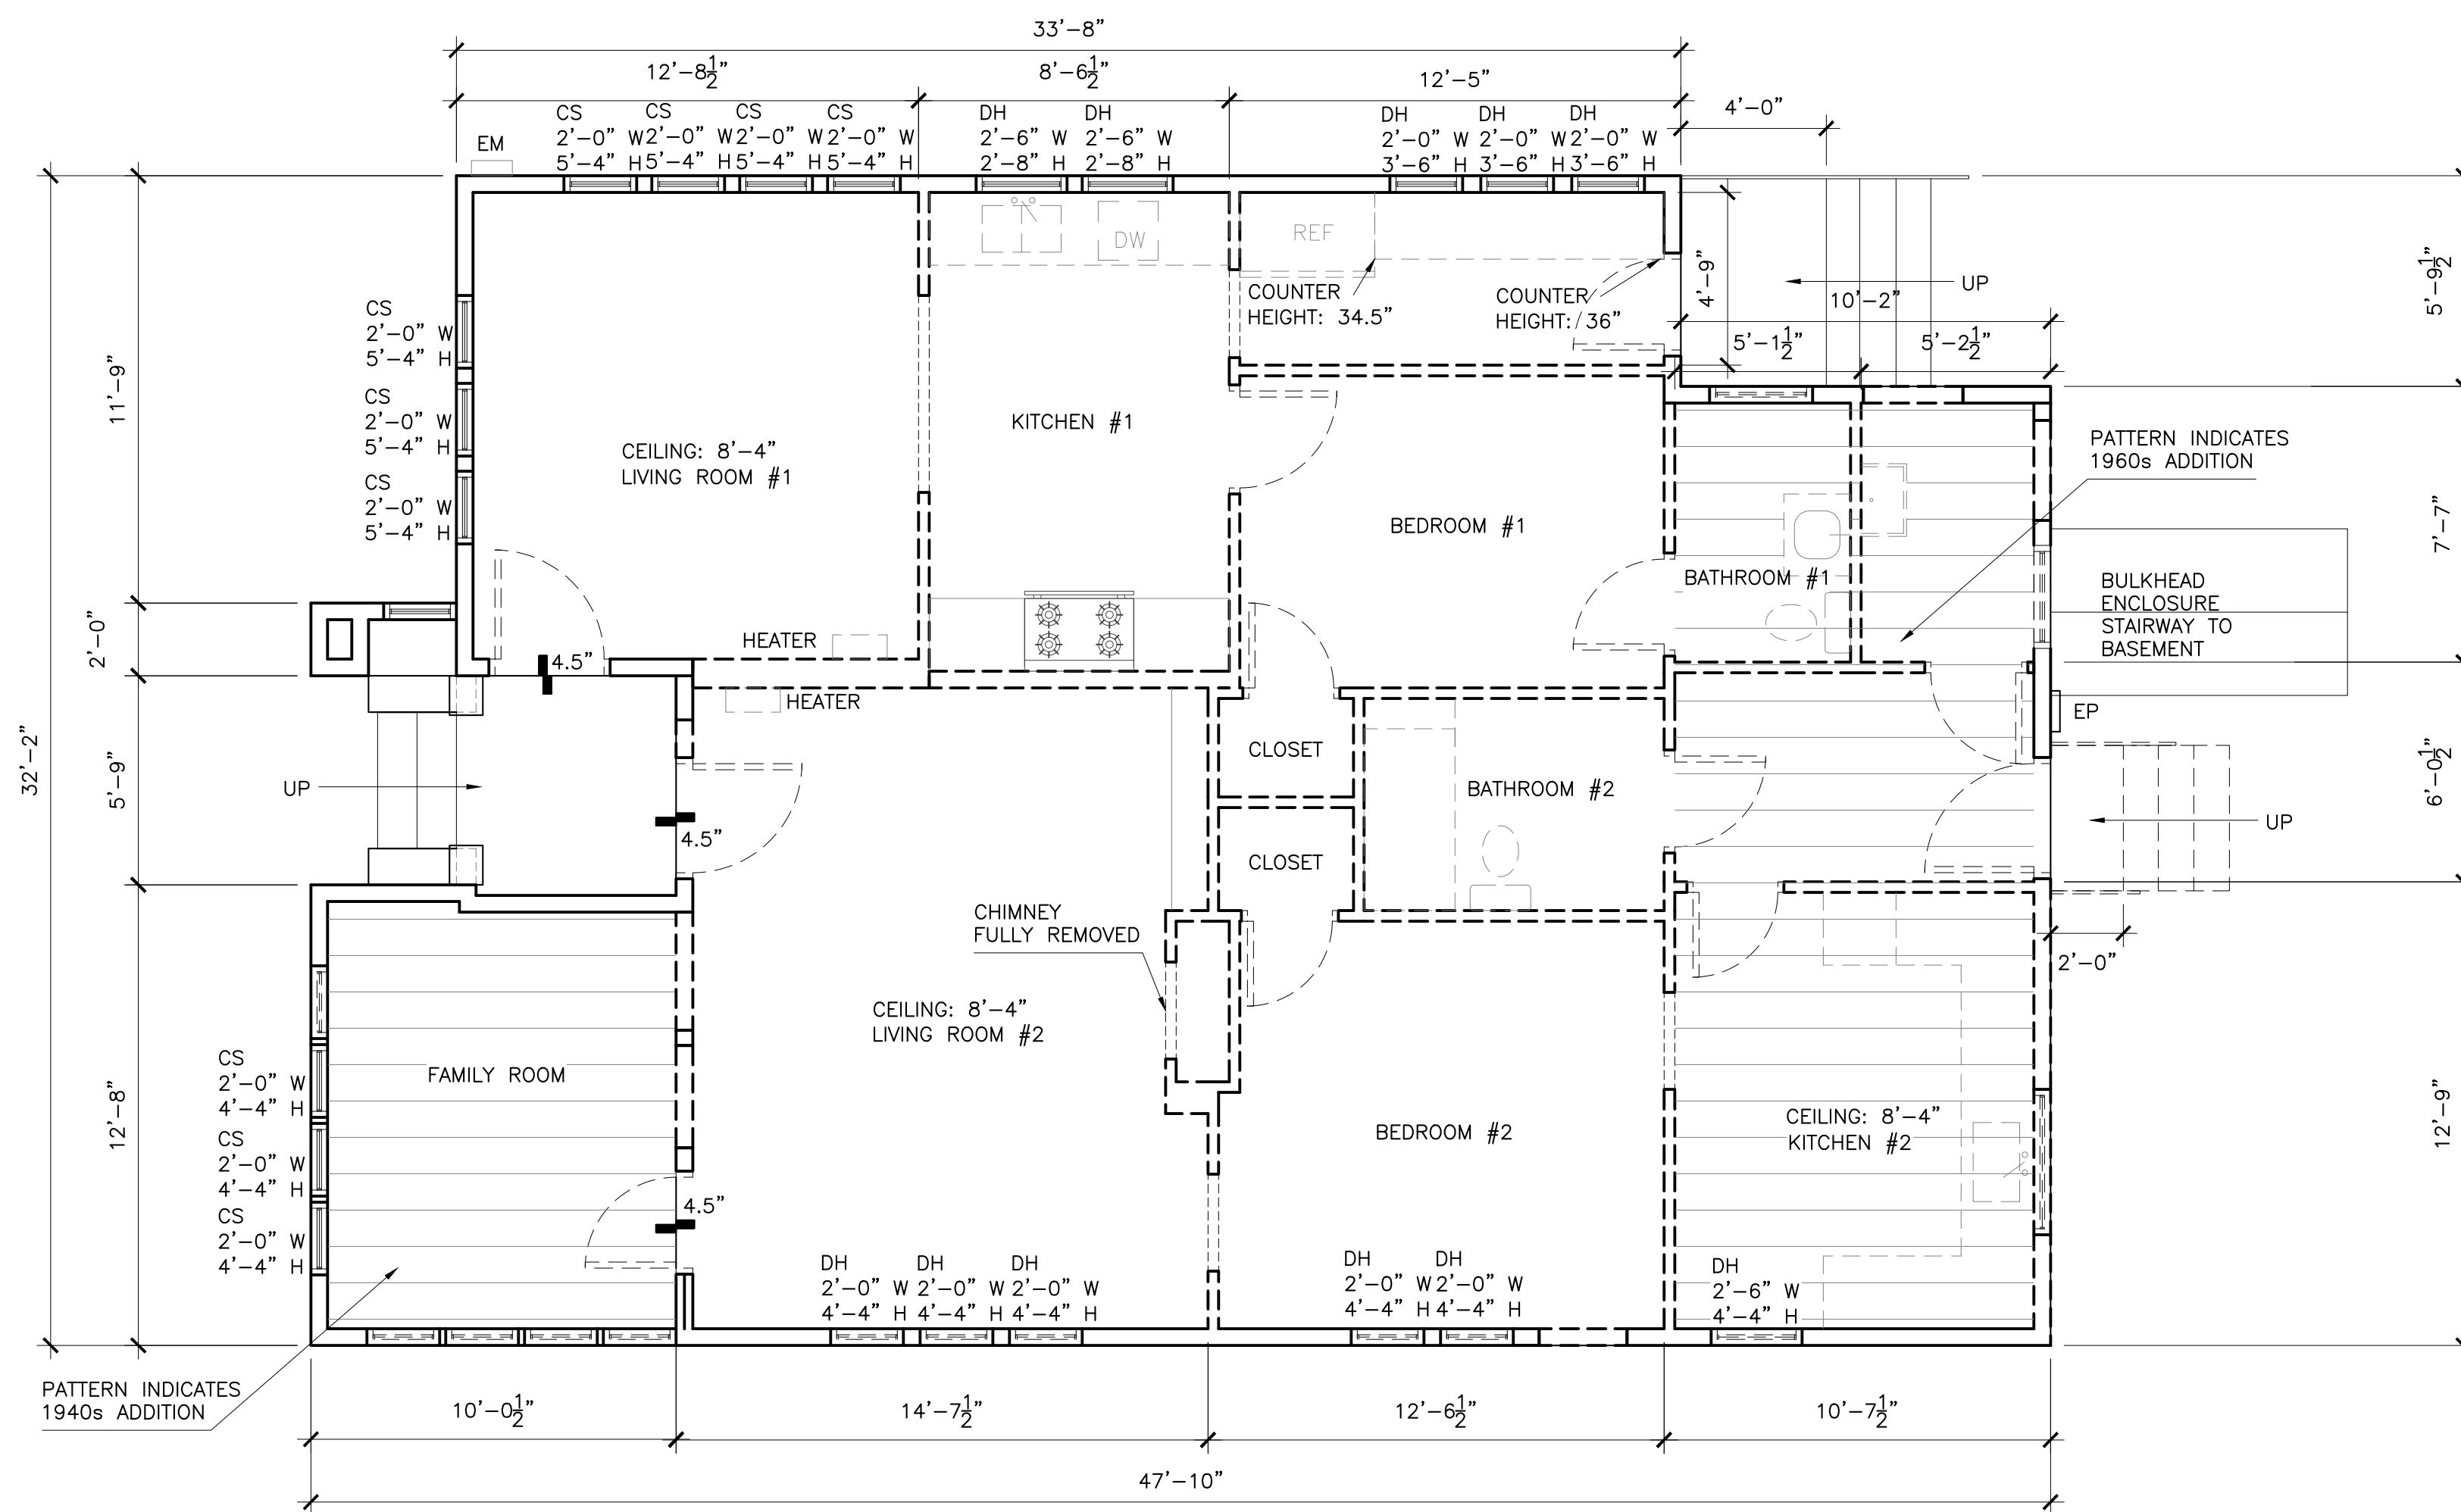 33'-8"
12'-8½"
8'-6½"
12'-5"
4'-0"
CS
2'-0" W
5'-4" H
CS
2'-0" W
5'-4" H
CS
2'-0" W
5'-4" H
CS
2'-0" W
5'-4" H
DH
2'-6" W
2'-8" H
DH
2'-6" W
2'-8" H
DH
2'-0" W
3'-6" H
DH
2'-0" W
3'-6" H
DH
2'-0" W
3'-6" H
EM
DW
REF
COUNTER
HEIGHT: 34.5"
COUNTER
HEIGHT: 36"
4'-9"
UP
10'-2"
5'-1½"
5'-2½"
5'-9½"
CS
2'-0" W
5'-4" H
CS
2'-0" W
5'-4" H
CS
2'-0" W
5'-4" H
11'-9"
CEILING: 8'-4"
LIVING ROOM #1
KITCHEN #1
BEDROOM #1
BATHROOM #1
PATTERN INDICATES
1960s ADDITION
7'-7"
BULKHEAD
ENCLOSURE
STAIRWAY TO
BASEMENT
2'-0"
HEATER
4.5"
HEATER
EP
32'-2"
5'-9"
UP
4.5"
CLOSET
CLOSET
BATHROOM #2
6'-0½"
UP
CHIMNEY
FULLY REMOVED
2'-0"
CEILING: 8'-4"
LIVING ROOM #2
FAMILY ROOM
CS
2'-0" W
4'-4" H
CS
2'-0" W
4'-4" H
CS
2'-0" W
4'-4" H
12'-8"
BEDROOM #2
CEILING: 8'-4"
KITCHEN #2
12'-9"
4.5"
DH
2'-0" W
4'-4" H
DH
2'-0" W
4'-4" H
DH
2'-0" W
4'-4" H
DH
2'-0" W
4'-4" H
DH
2'-0" W
4'-4" H
DH
2'-6" W
4'-4" H
PATTERN INDICATES
1940s ADDITION
10'-0½"
14'-7½"
12'-6½"
10'-7½"
47'-10"